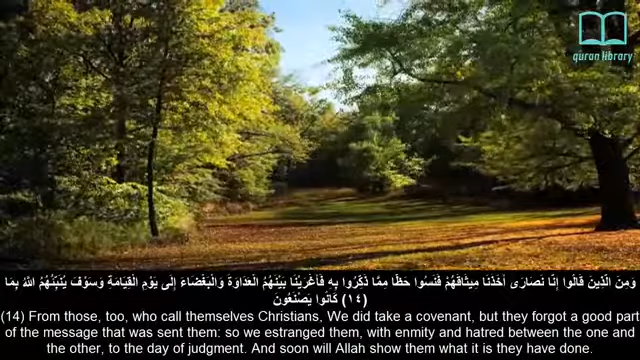 quran library
وَمِنَ الَّذِينَ قَالُوا إِنَّا نَصَارَى أَخَذْنَا مِيثَاقَهُمْ فَنَسُوا حَظًّا مِمَّا ذُكِّرُوا بِهِ فَأَغْرَيْنَا بَيْنَهُمُ الْعَدَاوَةَ وَالْبَغْضَاءَ إِلَى يَوْمِ الْقِيَامَةِ وَسَوْفَ يُنَبِّئُهُمُ اللَّهُ بِمَا
كَانُوا يَصْنَعُونَ (١٤)
(14) From those, too, who call themselves Christians, We did take a covenant, but they forgot a good part
of the message that was sent them: so we estranged them, with enmity and hatred between the one and
the other, to the day of judgment. And soon will Allah show them what it is they have done.